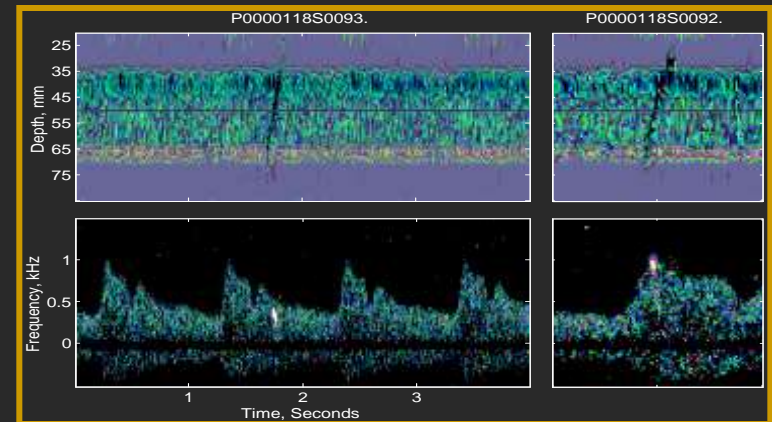 P0000118S0093.
P0000118S0092.
Depth, mm
25
35
45
55
65
75
Frequency, kHz
1
0.5
0
1
2
3
Time, Seconds